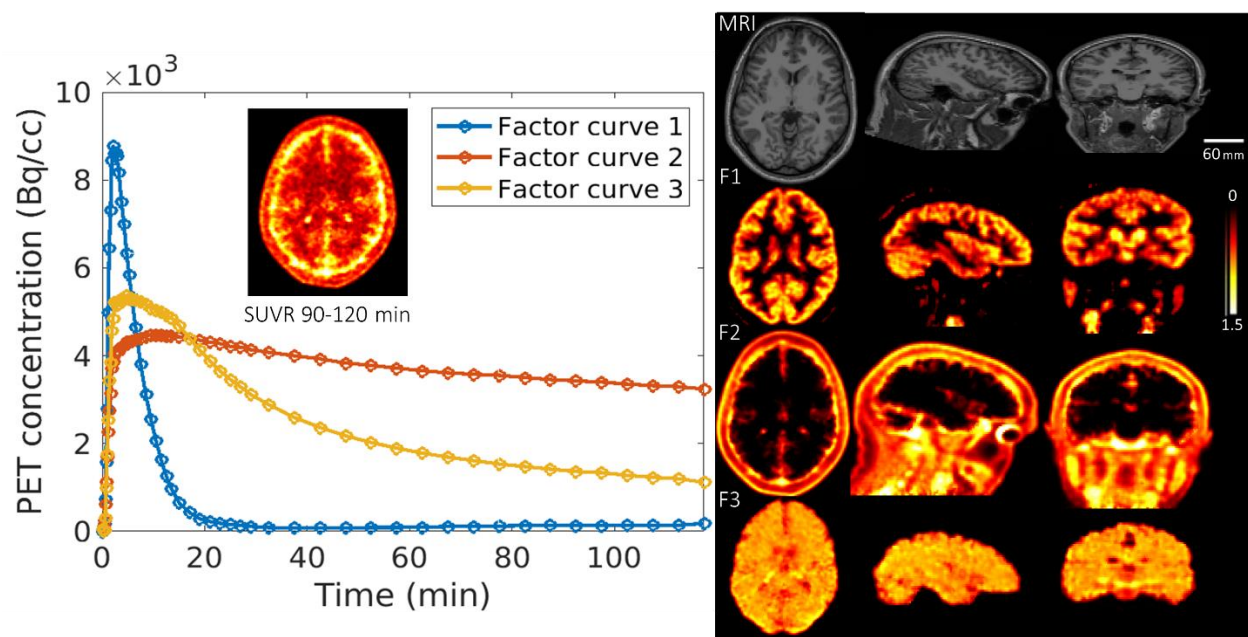 ×10³
10
8
6
4
2
0
PET concentration (Bq/cc)
0 20 40 60 80 100
Time (min)
Factor curve 1
Factor curve 2
Factor curve 3
SUVR 90-120 min
MRI
60 mm
F1
0
1.5
F2
F3